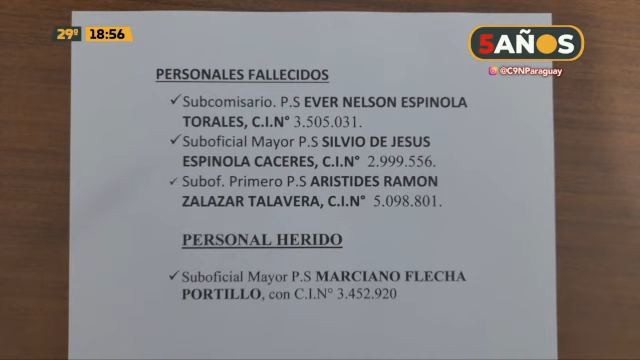 29º 18:56
5AÑOS
@C9NParaguay
PERSONALES FALLECIDOS
✓Subcomisario. P.S EVER NELSON ESPINOLA
TORALES, C.I.N° 3.505.031.
✓Suboficial Mayor P.S SILVIO DE JESUS
ESPINOLA CACERES, C.I.N° 2.999.556.
✓Subof. Primero P.S ARISTIDES RAMON
ZALAZAR TALAVERA, C.I.N° 5.098.801.
PERSONAL HERIDO
✓Suboficial Mayor P.S MARCIANO FLECHA
PORTILLO, con C.I.N° 3.452.920